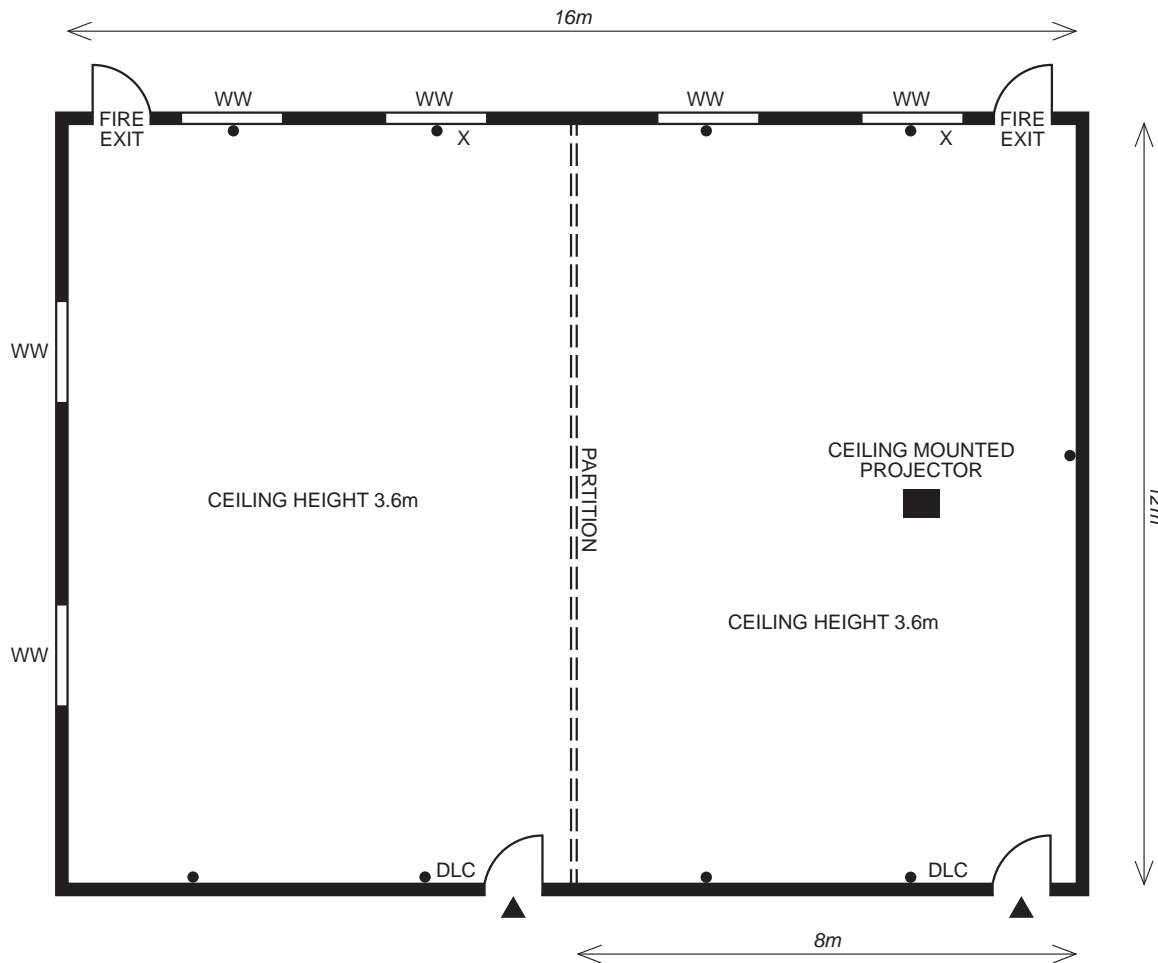 16m
WW
WW
WW
WW
FIRE
EXIT
FIRE
EXIT
X
X
WW
PARTITION
CEILING MOUNTED
PROJECTOR
12m
CEILING HEIGHT 3.6m
CEILING HEIGHT 3.6m
WW
DLC
DLC
8m